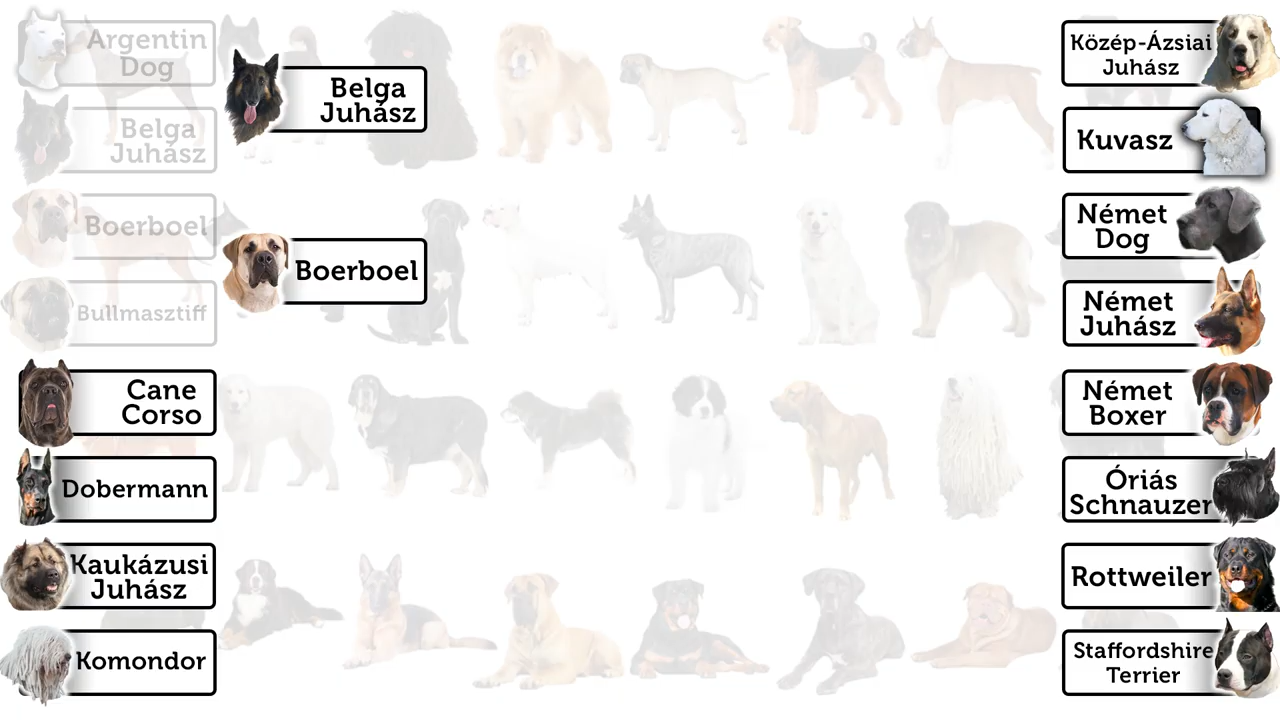 Argentin
Dog
Belga
Juhász
Boerboel
Bullmasztiff
Cane
Corso
Dobermann
Kaukázusi
Juhász
Komondor
Belga
Juhász
Boerboel
Közép-Ázsiai
Juhász
Kuvasz
Német
Dog
Német
Juhász
Német
Boxer
Óriás
Schnauzer
Rottweiler
Staffordshire
Terrier